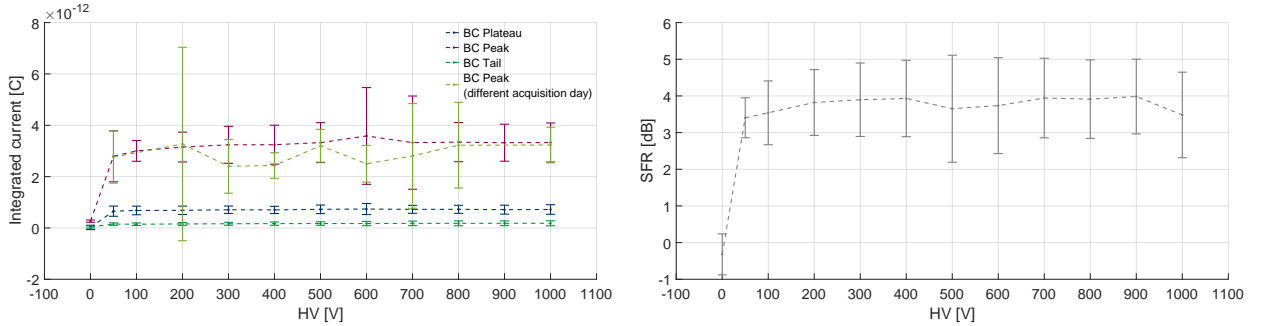 ×10⁻¹²
8
6
4
2
0
-2
Integrated current [C]
BC Plateau
BC Peak
BC Tail
BC Peak
(different acquisition day)
-100 0 100 200 300 400 500 600 700 800 900 1000 1100
HV [V]
6
5
4
3
2
1
0
-1
SFR [dB]
-100 0 100 200 300 400 500 600 700 800 900 1000 1100
HV [V]